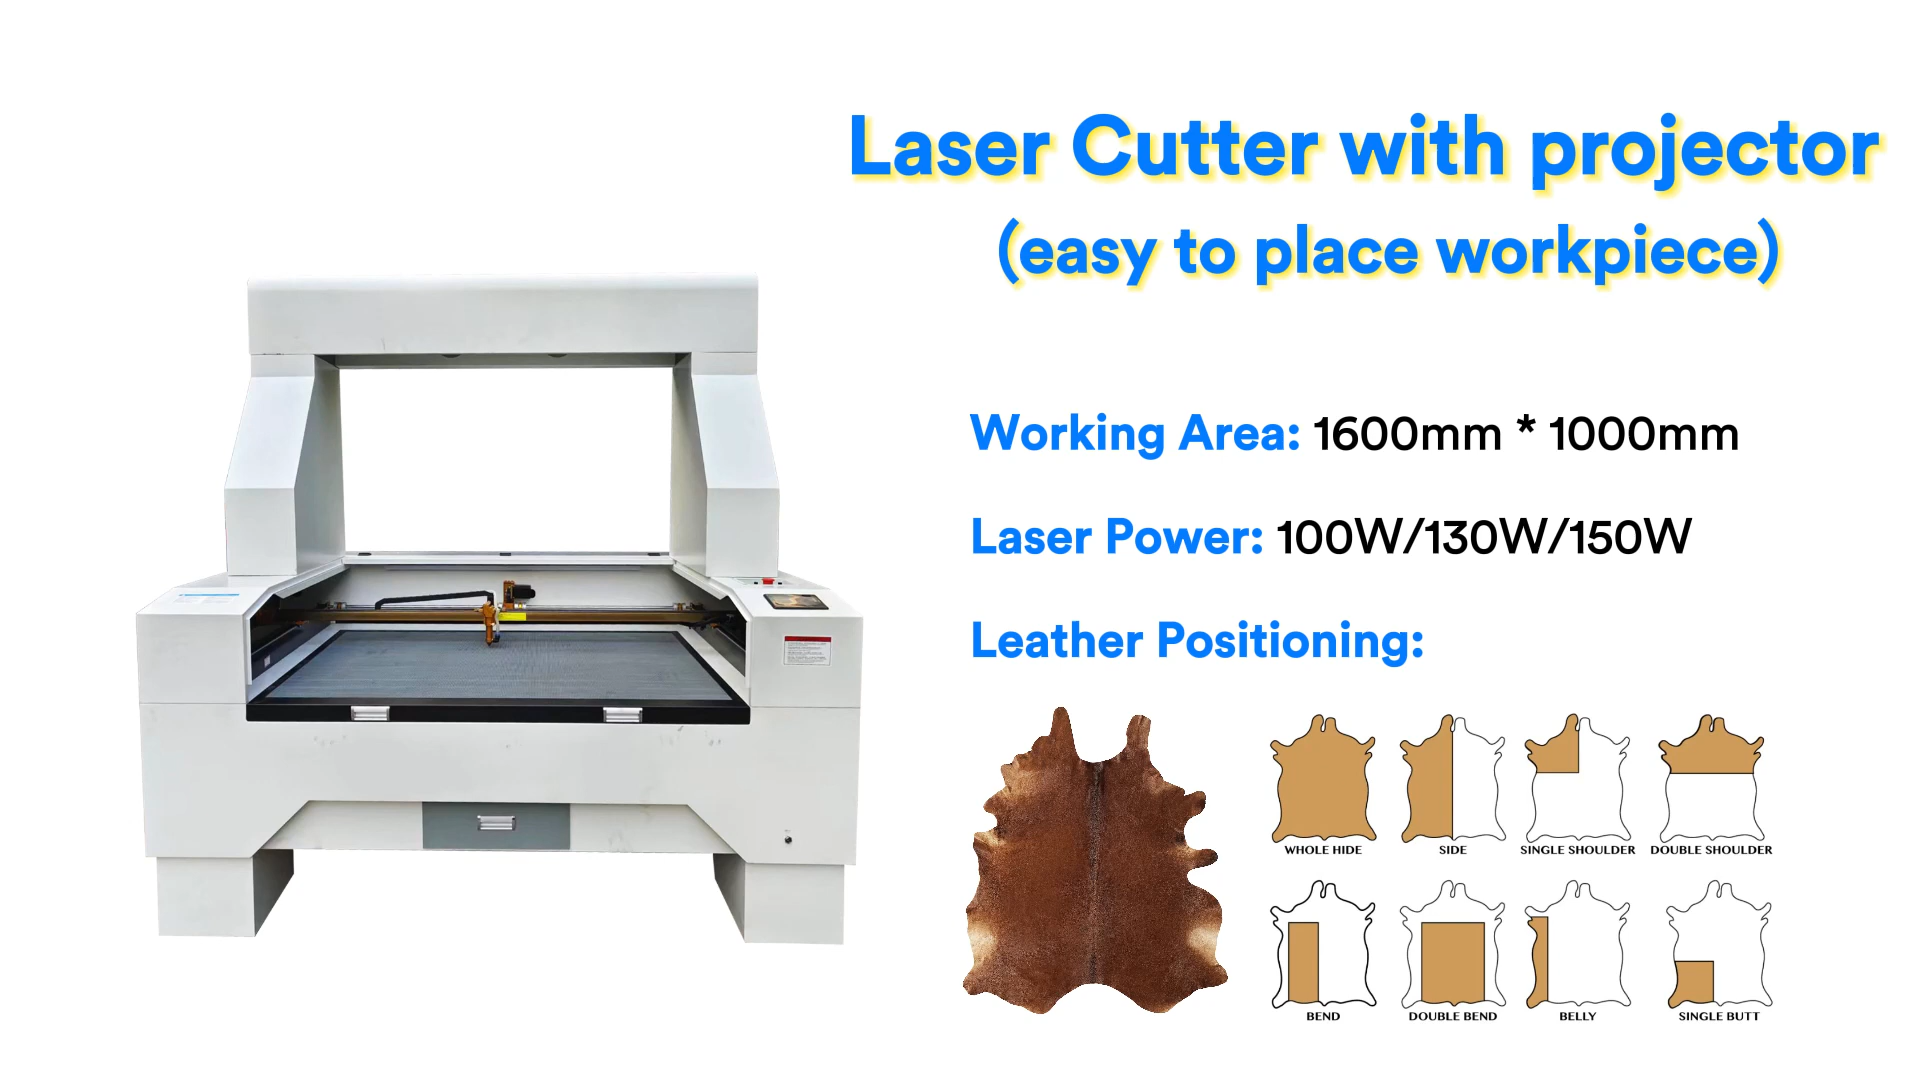 Laser Cutter with projector
(easy to place workpiece)
Working Area: 1600mm * 1000mm
Laser Power: 100W/130W/150W
Leather Positioning:
WHOLE HIDE
SIDE
SINGLE SHOULDER
DOUBLE SHOULDER
BEND
DOUBLE BEND
BELLY
SINGLE BUTT